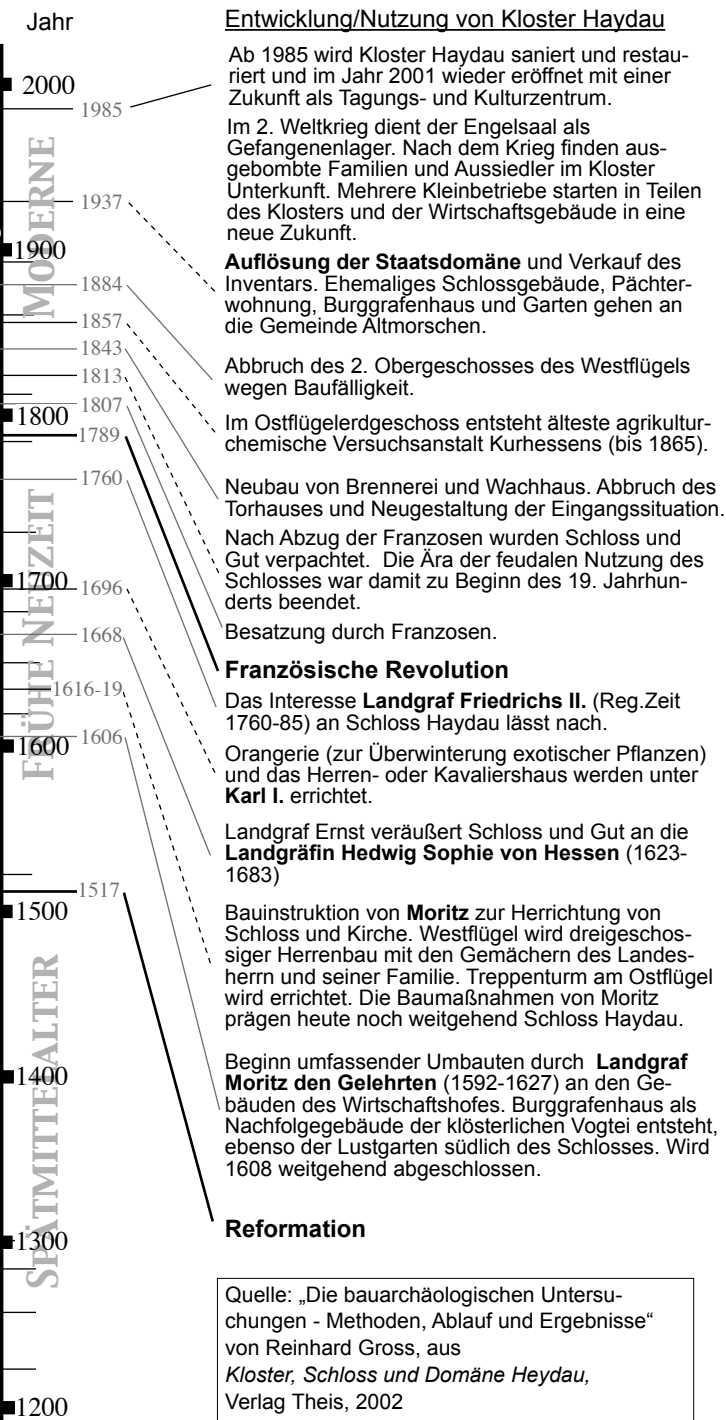 Jahr
Entwicklung/Nutzung von Kloster Haydau
Ab 1985 wird Kloster Haydau saniert und restau-
riert und im Jahr 2001 wieder eröffnet mit einer
Zukunft als Tagungs- und Kulturzentrum.
Im 2. Weltkrieg dient der Engelsaal als
Gefangenenlager. Nach dem Krieg finden aus-
gebombte Familien und Aussiedler im Kloster
Unterkunft. Mehrere Kleinbetriebe starten in Teilen
des Klosters und der Wirtschaftsgebäude in eine
neue Zukunft.
Auflösung der Staatsdomäne und Verkauf des
Inventars. Ehemaliges Schlossgebäude, Pächter-
wohnung, Burggrafenhaus und Garten gehen an
die Gemeinde Altmorschen.
Abbruch des 2. Obergeschosses des Westflügels
wegen Baufälligkeit.
Im Ostflügelerdgeschoss entsteht älteste agrikultur-
chemische Versuchsanstalt Kurhessens (bis 1865).
Neubau von Brennerei und Wachhaus. Abbruch des
Torhauses und Neugestaltung der Eingangssituation.
Nach Abzug der Franzosen wurden Schloss und
Gut verpachtet. Die Ära der feudalen Nutzung des
Schlosses war damit zu Beginn des 19. Jahrhun-
derts beendet.
Besatzung durch Franzosen.
Französische Revolution
Das Interesse Landgraf Friedrichs II. (Reg.Zeit
1760-85) an Schloss Haydau lässt nach.
Orangerie (zur Überwinterung exotischer Pflanzen)
und das Herren- oder Kavaliershaus werden unter
Karl I. errichtet.
Landgraf Ernst veräußert Schloss und Gut an die
Landgräfin Hedwig Sophie von Hessen (1623-
1683)
Bauinstruktion von Moritz zur Herrichtung von
Schloss und Kirche. Westflügel wird dreigeschos-
siger Herrenbau mit den Gemächern des Landes-
herrn und seiner Familie. Treppenturm am Ostflügel
wird errichtet. Die Baumaßnahmen von Moritz
prägen heute noch weitgehend Schloss Haydau.
Beginn umfassender Umbauten durch Landgraf
Moritz den Gelehrten (1592-1627) an den Ge-
bäuden des Wirtschaftshofes. Burggrafenhaus als
Nachfolgegebäude der klösterlichen Vogtei entsteht,
ebenso der Lustgarten südlich des Schlosses. Wird
1608 weitgehend abgeschlossen.
Reformation
Quelle: „Die bauarchäologischen Untersu-
chungen - Methoden, Ablauf und Ergebnisse“
von Reinhard Gross, aus
Kloster, Schloss und Domäne Heydau,
Verlag Theis, 2002
2000
1985
1937
1900
1884
1857
1843
1813
1807
1800
1789
1760
1700
1696
1668
1616-19
1606
1600
1517
1500
1400
1300
1200
MODERNE
FRÜHE NEUZEIT
SPÄTMITTELALTER